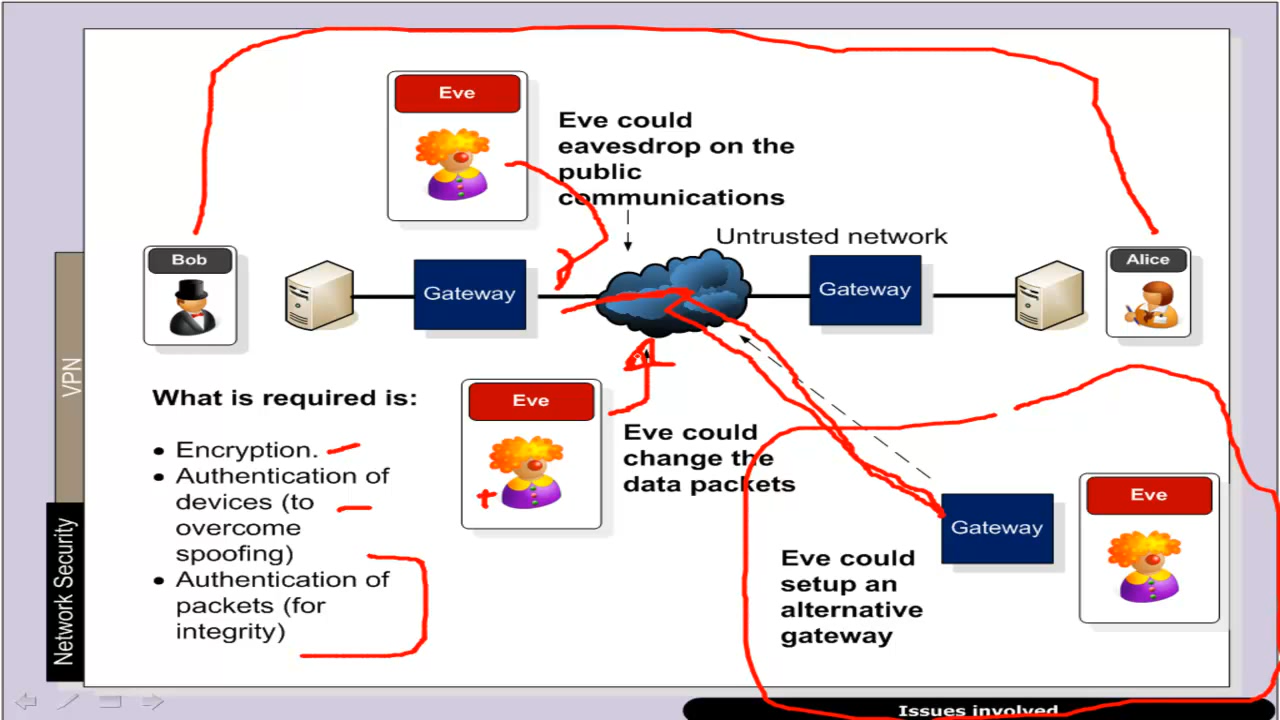 Eve
Eve could
eavesdrop on the
public
communications
Untrusted network
Bob
Gateway
Gateway
Alice
What is required is:
• Encryption.
• Authentication of
devices (to
overcome
spoofing)
• Authentication of
packets (for
integrity)
Eve
Eve could
change the
data packets
Gateway
Eve
Eve could
setup an
alternative
gateway
VPN
Network Security
Issues involved